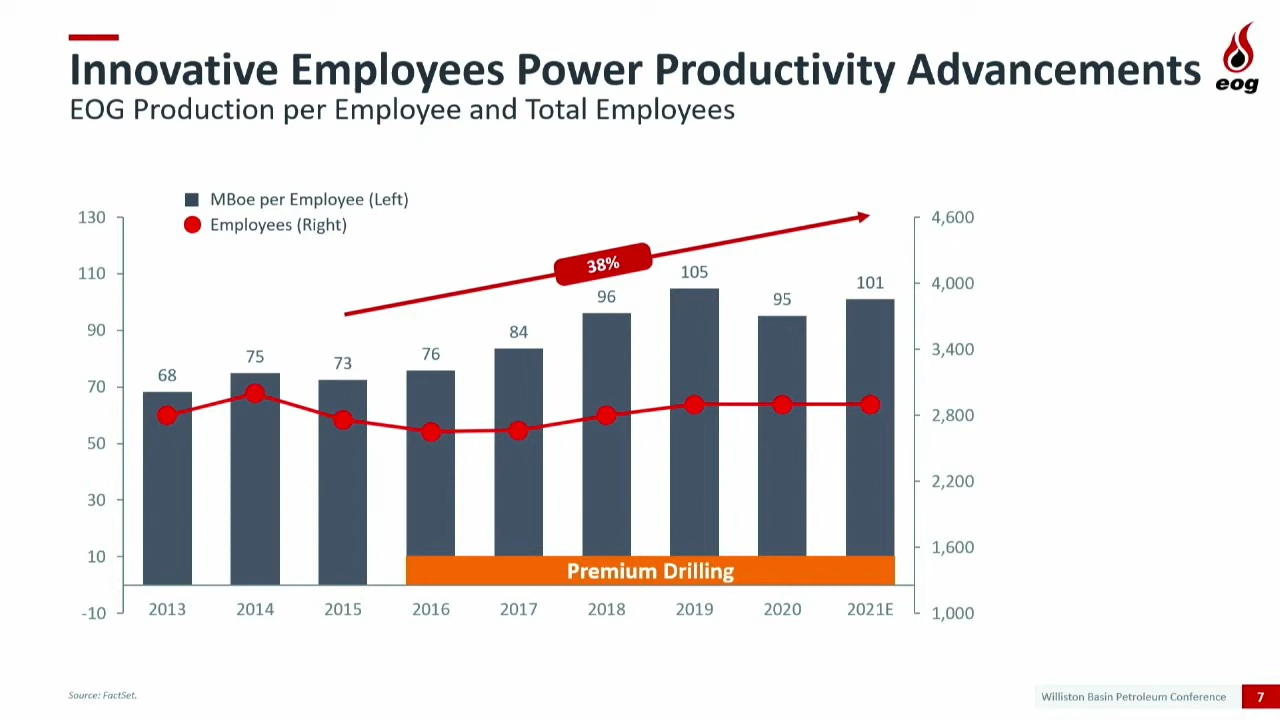 Innovative Employees Power Productivity Advancements
eog
EOG Production per Employee and Total Employees
MBoe per Employee (Left)
Employees (Right)
130
110
90
70
50
30
10
-10
4,600
4,000
3,400
2,800
2,200
1,600
1,000
38%
68
75
73
76
84
96
105
95
101
Premium Drilling
2013 2014 2015 2016 2017 2018 2019 2020 2021E
Source: FactSet.
Williston Basin Petroleum Conference 7